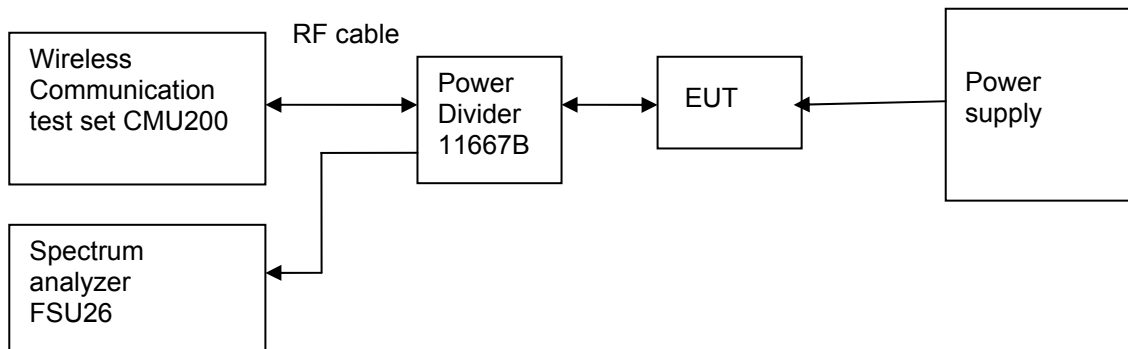 Wireless
Communication
test set CMU200
RF cable
Power
Divider
11667B
EUT
Power
supply
Spectrum
analyzer
FSU26